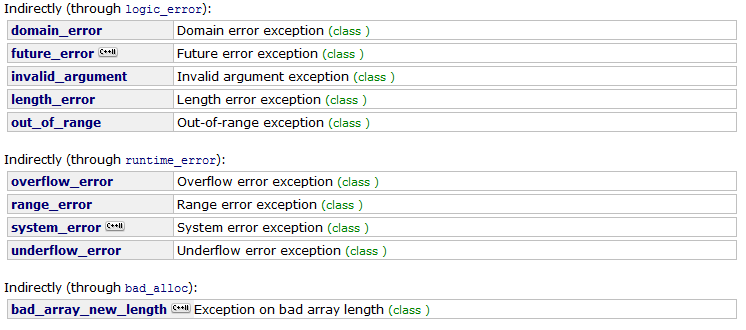 Indirectly (through logic_error):
domain_error Domain error exception (class )
future_error C++11 Future error exception (class )
invalid_argument Invalid argument exception (class )
length_error Length error exception (class )
out_of_range Out-of-range exception (class )
Indirectly (through runtime_error):
overflow_error Overflow error exception (class )
range_error Range error exception (class )
system_error C++11 System error exception (class )
underflow_error Underflow error exception (class )
Indirectly (through bad_alloc):
bad_array_new_length C++11 Exception on bad array length (class )